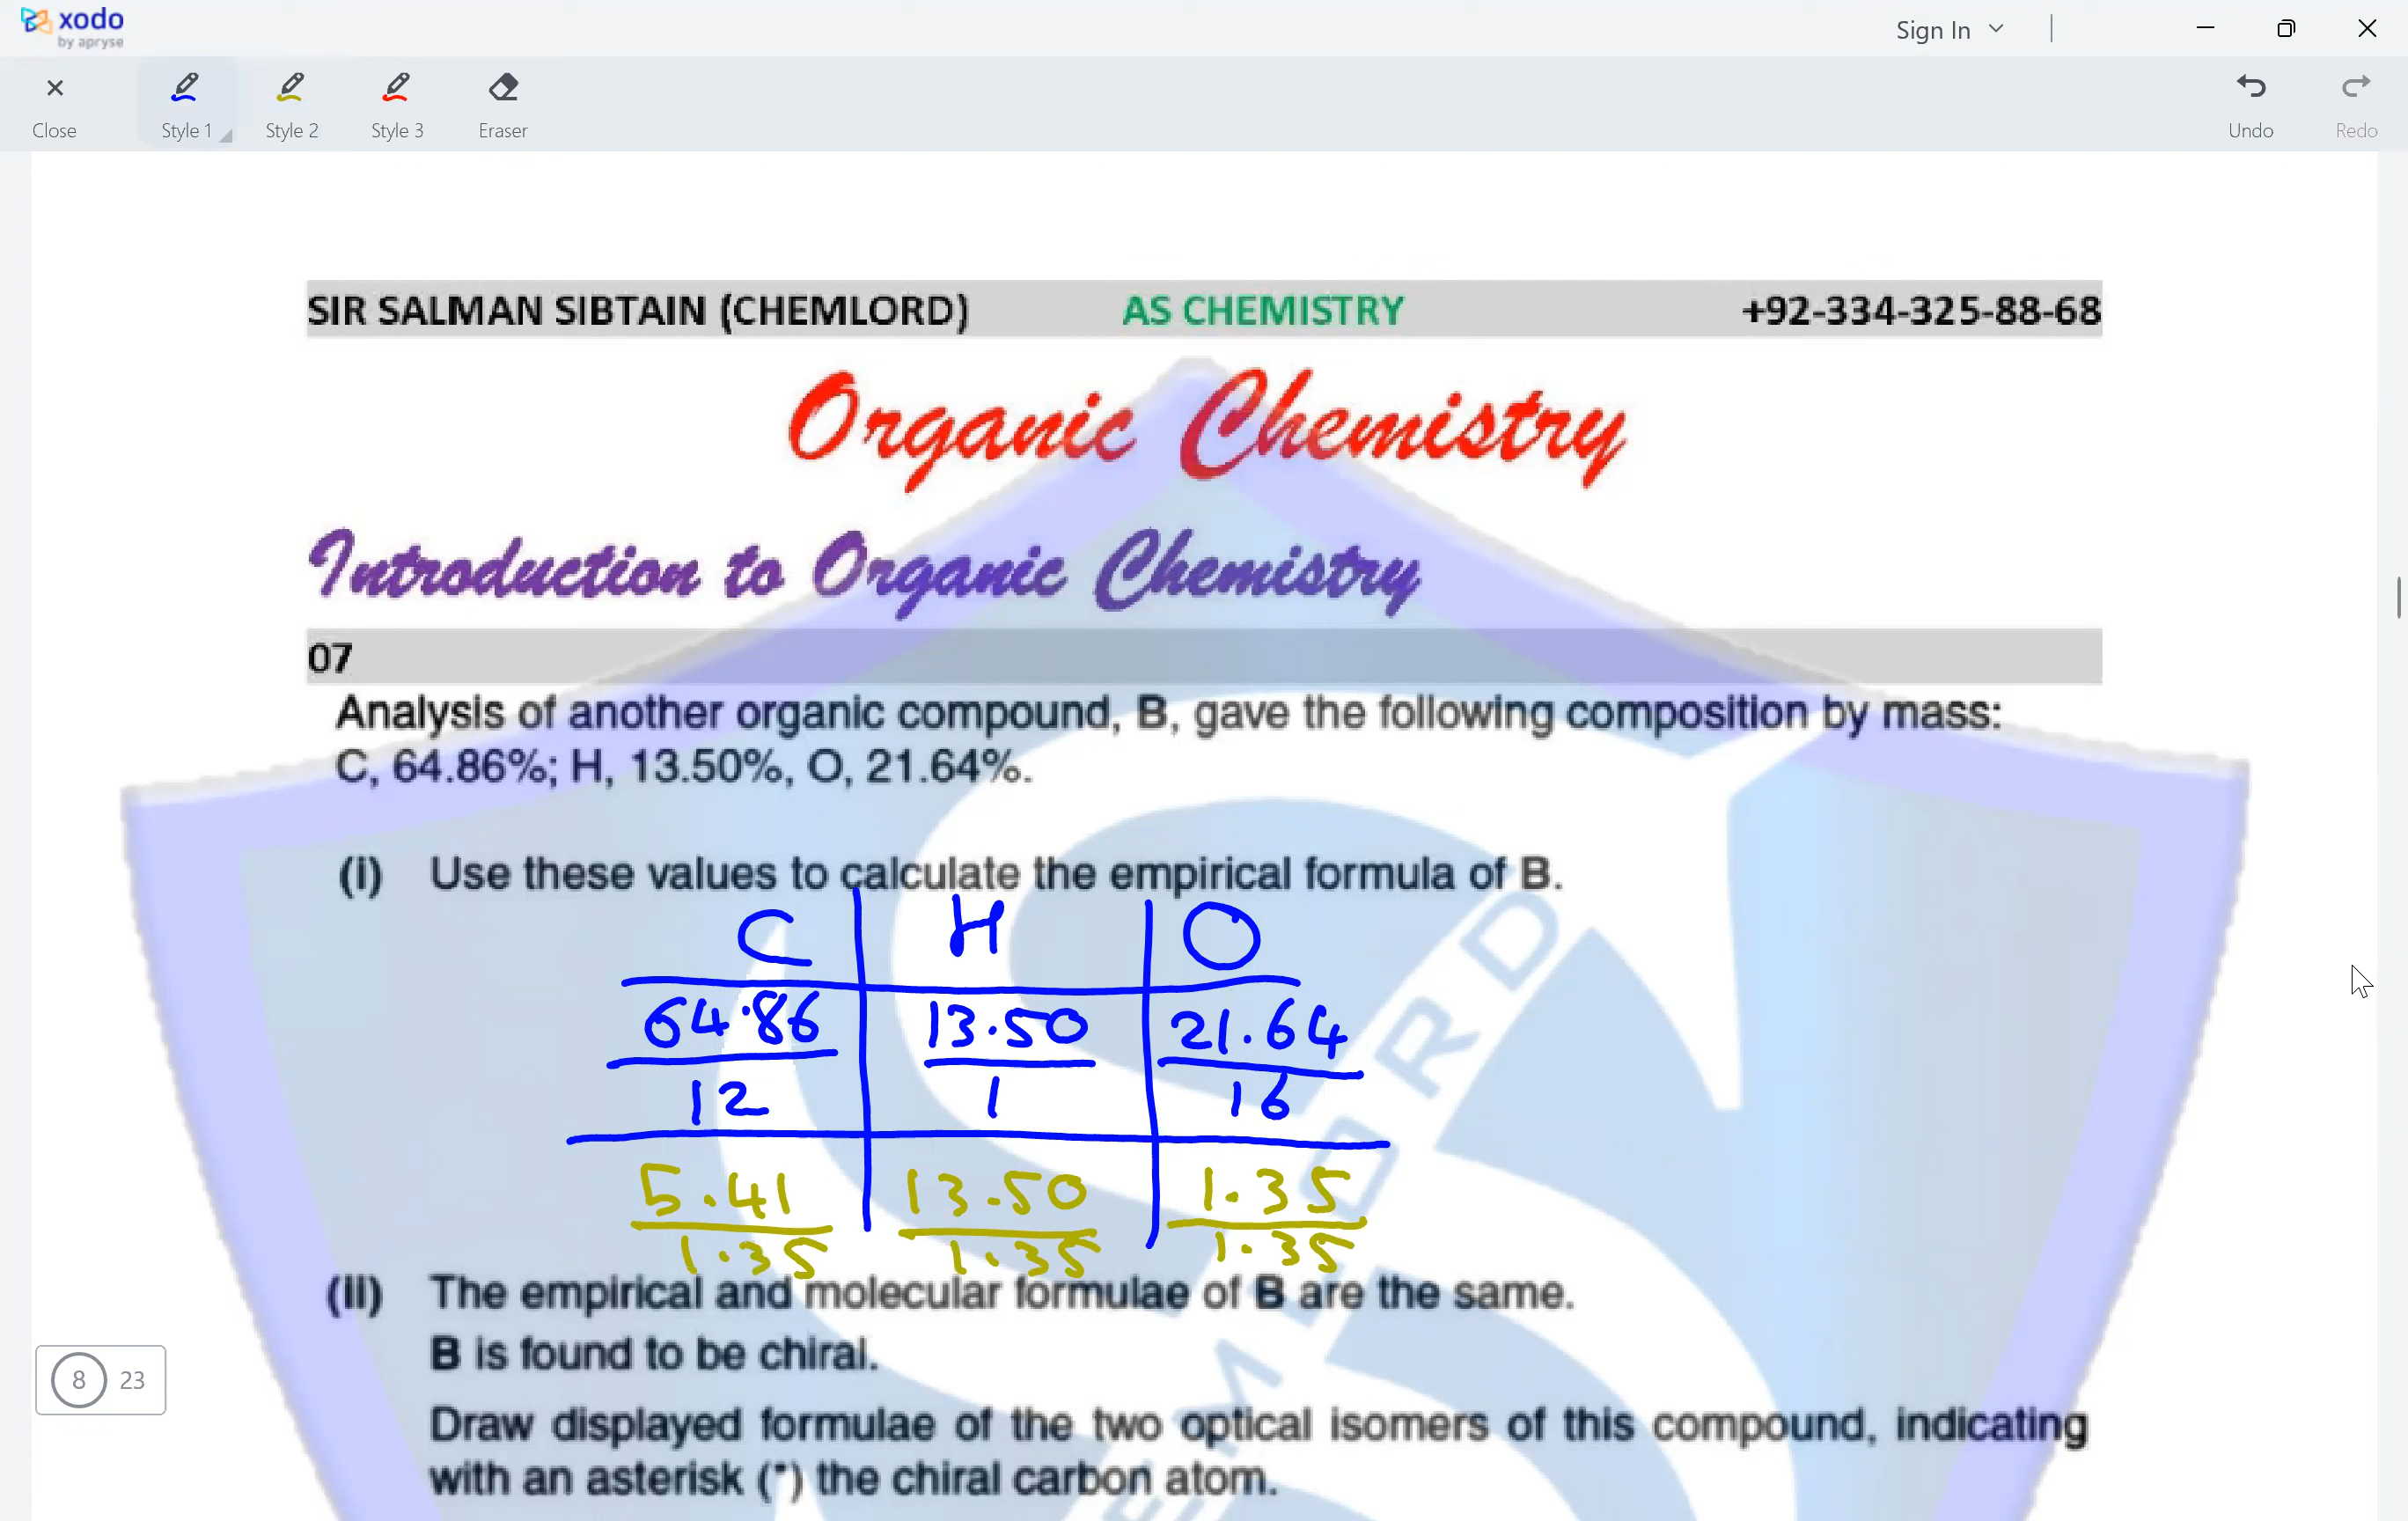 xodo
by apryse
Sign In
Close
Style 1
Style 2
Style 3
Eraser
Undo
Redo
SIR SALMAN SIBTAIN (CHEMLORD) AS CHEMISTRY +92-334-325-88-68
Organic Chemistry
Introduction to Organic Chemistry
07
Analysis of another organic compound, B, gave the following composition by mass:
C, 64.86%; H, 13.50%, O, 21.64%.
(i) Use these values to calculate the empirical formula of B.
C H O
64.86 13.50 21.64
12 1 16
5.41 13.50 1.35
1.35 1.35 1.35
(ii) The empirical and molecular formulae of B are the same.
B is found to be chiral.
Draw displayed formulae of the two optical isomers of this compound, indicating
with an asterisk (*) the chiral carbon atom.
8 23